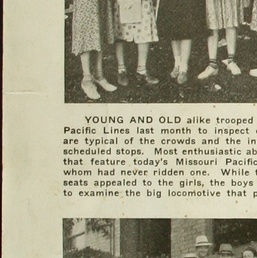 YOUNG AND OLD alike trooped
Pacific Lines last month to inspect
are typical of the crowds and the in
scheduled stops. Most enthusiastic ab
that feature today's Missouri Pacific
whom had never ridden one. While
seats appealed to the girls, the boys
to examine the big locomotive that p